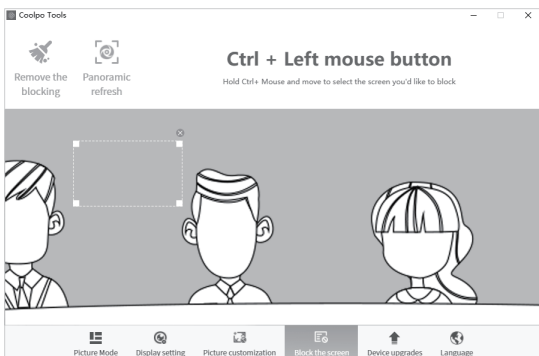 Coolpo Tools
Ctrl + Left mouse button
Hold Ctrl+ Mouse and move to select the screen you'd like to block
Remove the
blocking
Panoramic
refresh
Picture Mode
Display setting
Picture customization
Block the screen
Device upgrades
Language